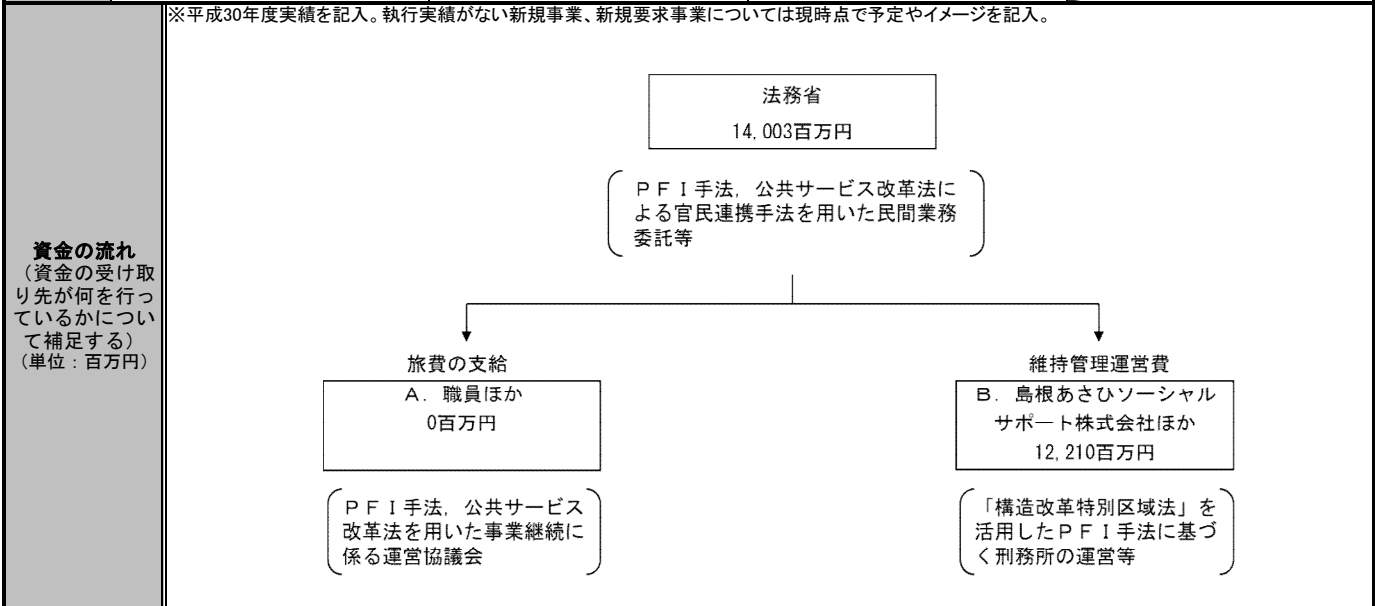 ※平成30年度実績を記入。執行実績がない新規事業、新規要求事業については現時点で予定やイメージを記入。
資金の流れ
（資金の受け取
り先が何を行っ
ているかについ
て補足する）
（単位：百万円）
法務省
14,003百万円
ＰＦＩ手法，公共サービス改革法に
よる官民連携手法を用いた民間業務
委託等
旅費の支給
Ａ．職員ほか
0百万円
ＰＦＩ手法，公共サービス
改革法を用いた事業継続に
係る運営協議会
維持管理運営費
Ｂ．島根あさひソーシャル
サポート株式会社ほか
12,210百万円
「構造改革特別区域法」を
活用したＰＦＩ手法に基づ
く刑務所の運営等